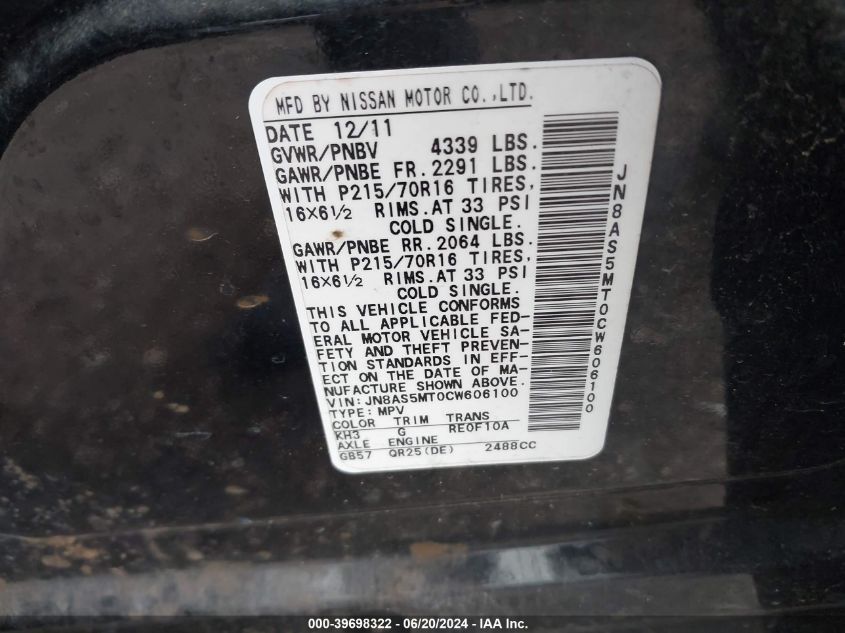 MFD BY NISSAN MOTOR CO.,LTD.
DATE 12/11
GVWR/PNBV 4339 LBS.
GAWR/PNBE FR. 2291 LBS.
WITH P215/70R16 TIRES,
16X6½ RIMS. AT 33 PSI
COLD SINGLE.
GAWR/PNBE RR. 2064 LBS.
WITH P215/70R16 TIRES,
16X6½ RIMS. AT 33 PSI
COLD SINGLE.
THIS VEHICLE CONFORMS
TO ALL APPLICABLE FED-
ERAL MOTOR VEHICLE SA-
FETY AND THEFT PREVEN-
TION STANDARDS IN EFF-
ECT ON THE DATE OF MA-
NUFACTURE SHOWN ABOVE.
VIN: JN8AS5MT0CW606100
TYPE: MPV
COLOR TRIM TRANS
KH3 G RE0F10A
AXLE ENGINE
GB57 QR25(DE) 2488CC
JN8AS5MT0CW606100
000-39698322 - 06/20/2024 - IAA Inc.